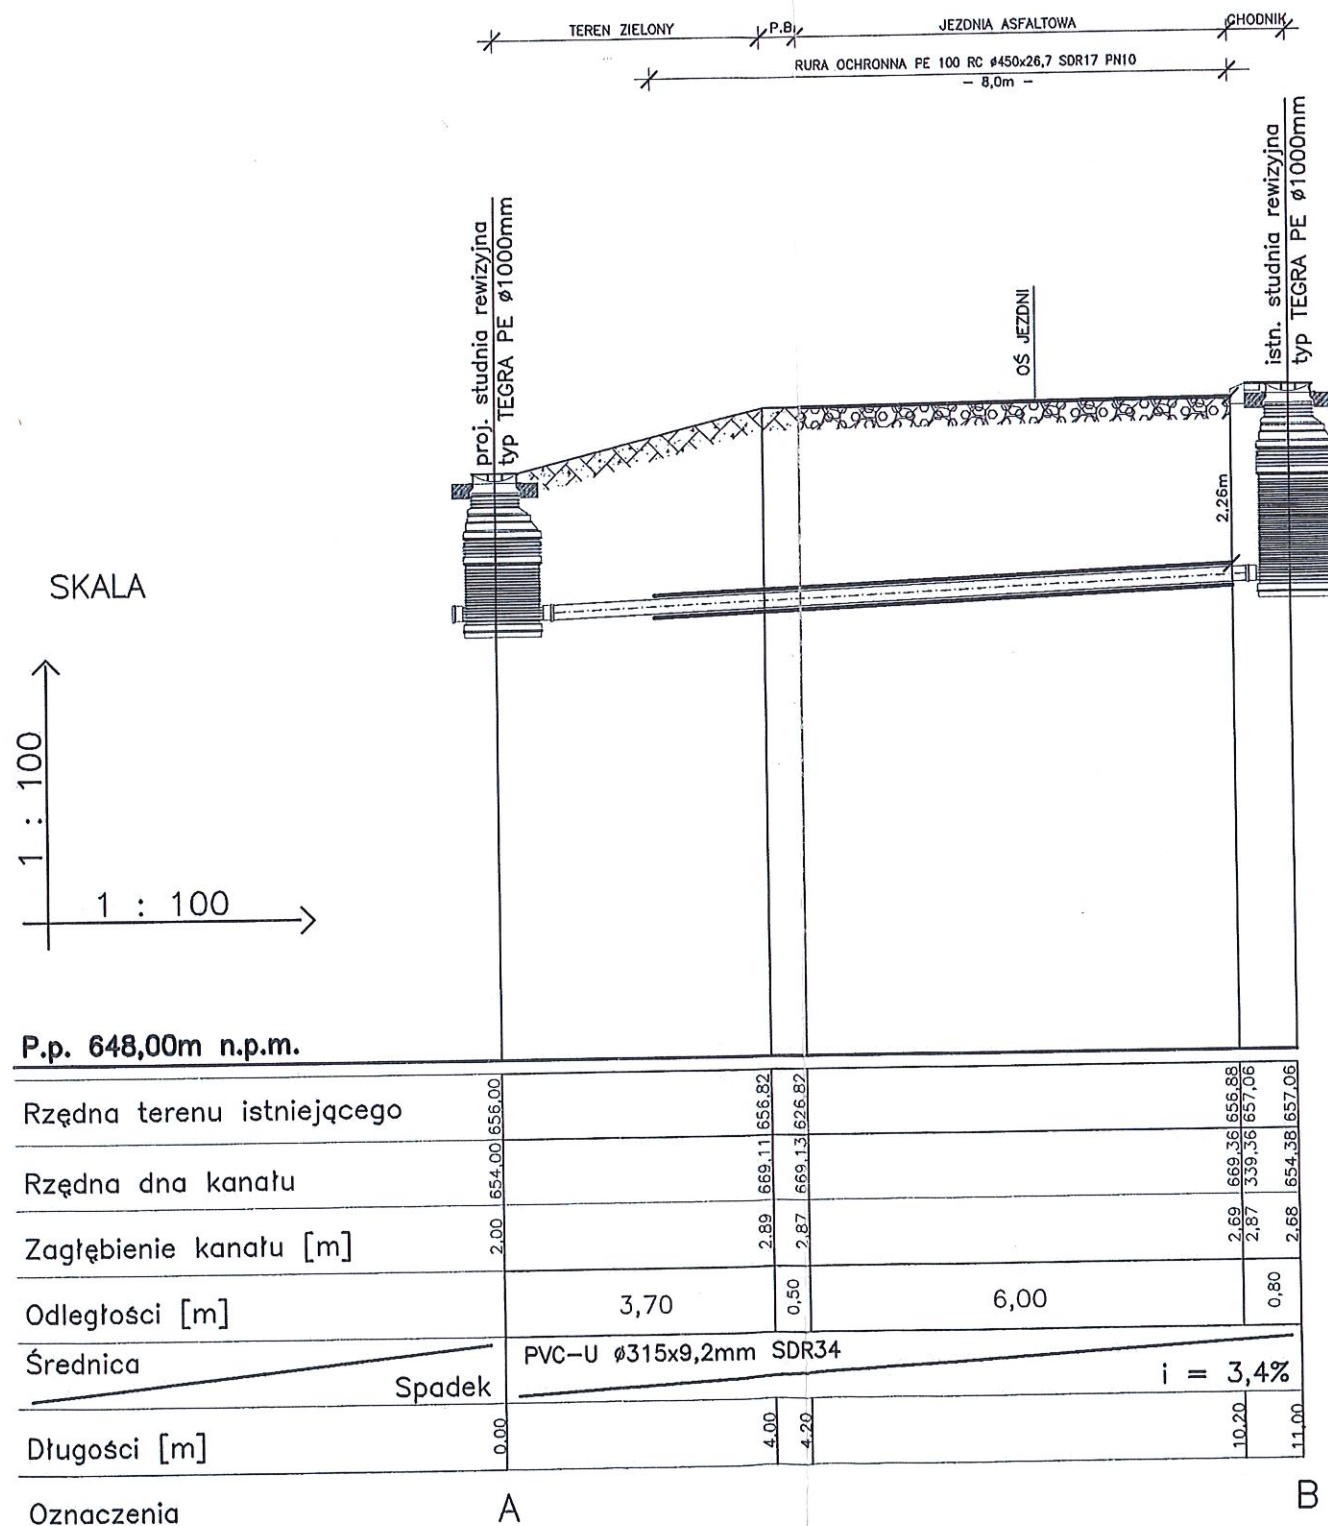 TEREN ZIELONY
P.B.
JEZDNIA ASFALTOWA
CHODNIK
RURA OCHRONNA PE 100 RC ø450x26,7 SDR17 PN10
– 8,0m –
proj. studnia rewizyjna
typ TEGRA PE ø1000mm
OŚ JEZDNI
istn. studnia rewizyjna
typ TEGRA PE ø1000mm
2,26m
SKALA
1 : 100
1 : 100
P.p. 648,00m n.p.m.
Rzędna terenu istniejącego 656,00 656,82 626,82 656,88 657,06 657,06
Rzędna dna kanału 654,00 669,11 669,13 669,36 339,36 654,38
Zagłębienie kanału [m] 2,00 2,89 2,87 2,69 2,87 2,68
Odległości [m] 3,70 0,50 6,00 0,80
Średnica PVC-U ø315x9,2mm SDR34
Spadek i = 3,4%
Długości [m] 0,00 4,00 4,20 10,20 11,00
Oznaczenia A B